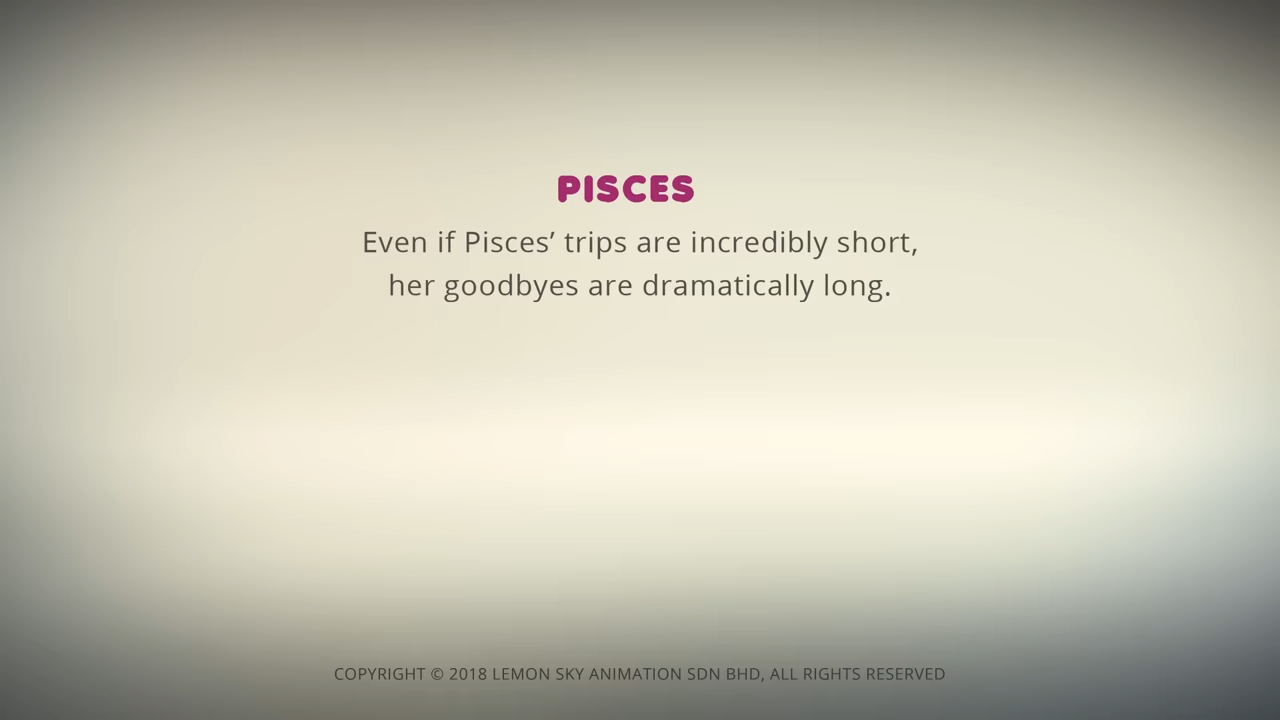 PISCES
Even if Pisces’ trips are incredibly short,
her goodbyes are dramatically long.
COPYRIGHT © 2018 LEMON SKY ANIMATION SDN BHD, ALL RIGHTS RESERVED